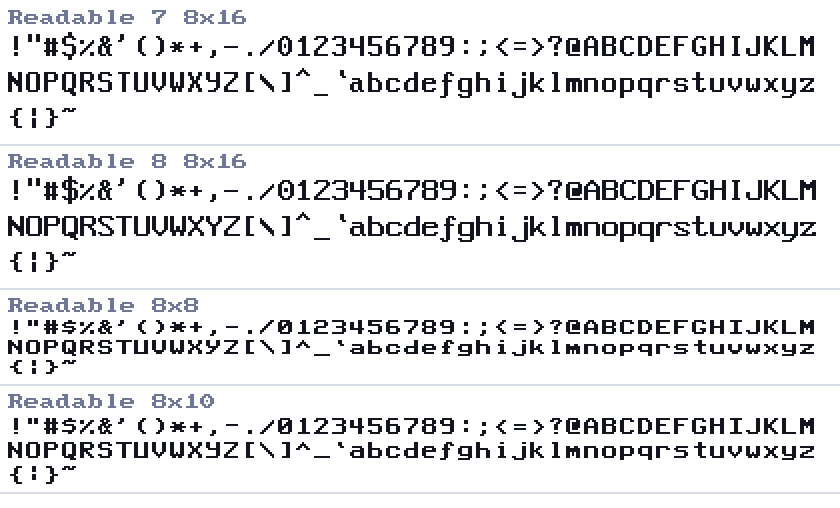 Readable 7 8x16
!"#$%&'()*+,-./0123456789:;<=>?@ABCDEFGHIJKLM
NOPQRSTUVWXYZ[\]^_`abcdefghijklmnopqrstuvwxyz
{|}~
Readable 8 8x16
!"#$%&'()*+,-./0123456789:;<=>?@ABCDEFGHIJKLM
NOPQRSTUVWXYZ[\]^_`abcdefghijklmnopqrstuvwxyz
{|}~
Readable 8x8
!"#$%&'()*+,-./0123456789:;<=>?@ABCDEFGHIJKLM
NOPQRSTUVWXYZ[\]^_`abcdefghijklmnopqrstuvwxyz
{|}~
Readable 8x10
!"#$%&'()*+,-./0123456789:;<=>?@ABCDEFGHIJKLM
NOPQRSTUVWXYZ[\]^_`abcdefghijklmnopqrstuvwxyz
{|}~